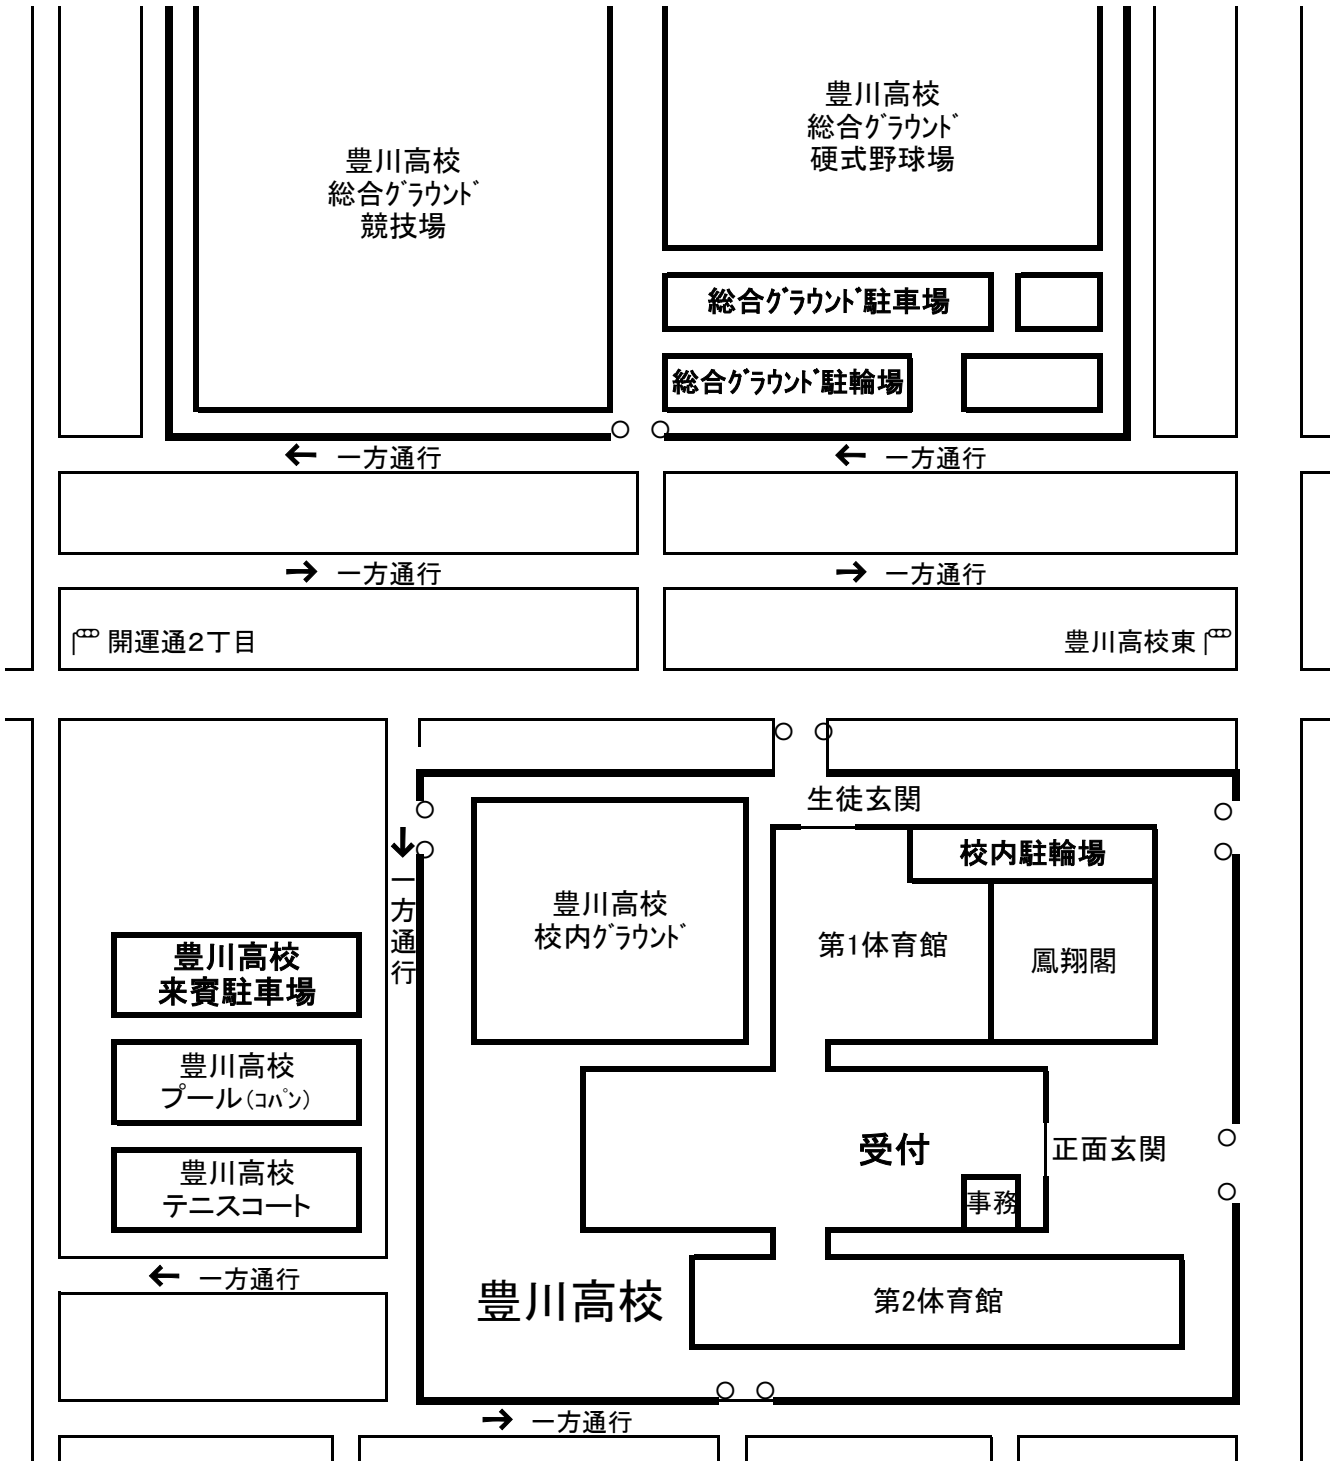 豊川高校
総合ｸﾞﾗｳﾝﾄﾞ
硬式野球場
豊川高校
総合ｸﾞﾗｳﾝﾄﾞ
競技場
総合ｸﾞﾗｳﾝﾄﾞ駐車場
総合ｸﾞﾗｳﾝﾄﾞ駐輪場
← 一方通行
← 一方通行
→ 一方通行
→ 一方通行
開運通２丁目
豊川高校東
生徒玄関
校内駐輪場
↓一方通行
豊川高校
校内ｸﾞﾗｳﾝﾄﾞ
第1体育館
鳳翔閣
豊川高校
来賓駐車場
豊川高校
プール(ｺﾊﾟﾝ)
豊川高校
テニスコート
受付
正面玄関
事務
← 一方通行
豊川高校
第2体育館
→ 一方通行